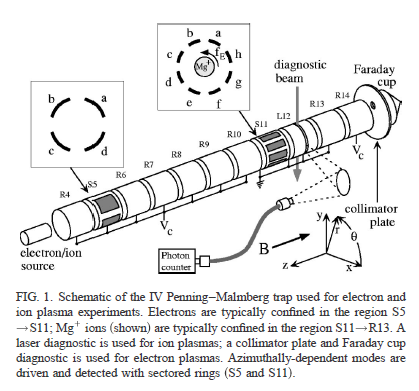 b a
c d
b a
c f_E h
Mg+
d g
e f
diagnostic
beam
Faraday
cup
R4 S5 R6 R7 R8 R9 R10 S11 L12 R13 R14
V_c
V_c
electron/ion
source
Photon
counter
B
y r θ
z x
collimator
plate
FIG. 1. Schematic of the IV Penning–Malmberg trap used for electron and
ion plasma experiments. Electrons are typically confined in the region S5
→S11; Mg+ ions (shown) are typically confined in the region S11→R13. A
laser diagnostic is used for ion plasmas; a collimator plate and Faraday cup
diagnostic is used for electron plasmas. Azimuthally-dependent modes are
driven and detected with sectored rings (S5 and S11).